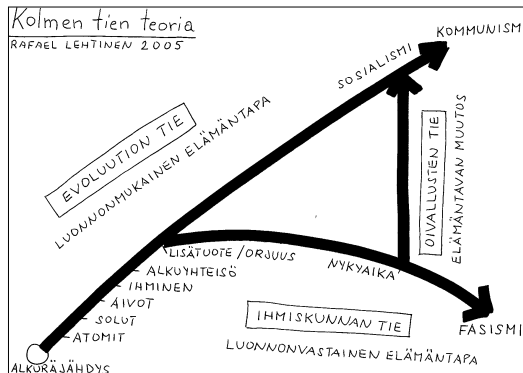 Kolmen tien teoria
RAFAEL LEHTINEN 2005
KOMMUNISMI
SOSIALISMI
EVOLUUTION TIE
LUONNONMUKAINEN ELÄMÄNTAPA
OIVALLUSTEN TIE
ELÄMÄNTAVAN MUUTOS
LISÄTUOTE/ORJUUS
ALKUYHTEISÖ
IHMINEN
AIVOT
SOLUT
ATOMIT
ALKURÄJÄHDYS
NYKYAIKA
IHMISKUNNAN TIE
LUONNONVASTAINEN ELÄMÄNTAPA
FASISMI